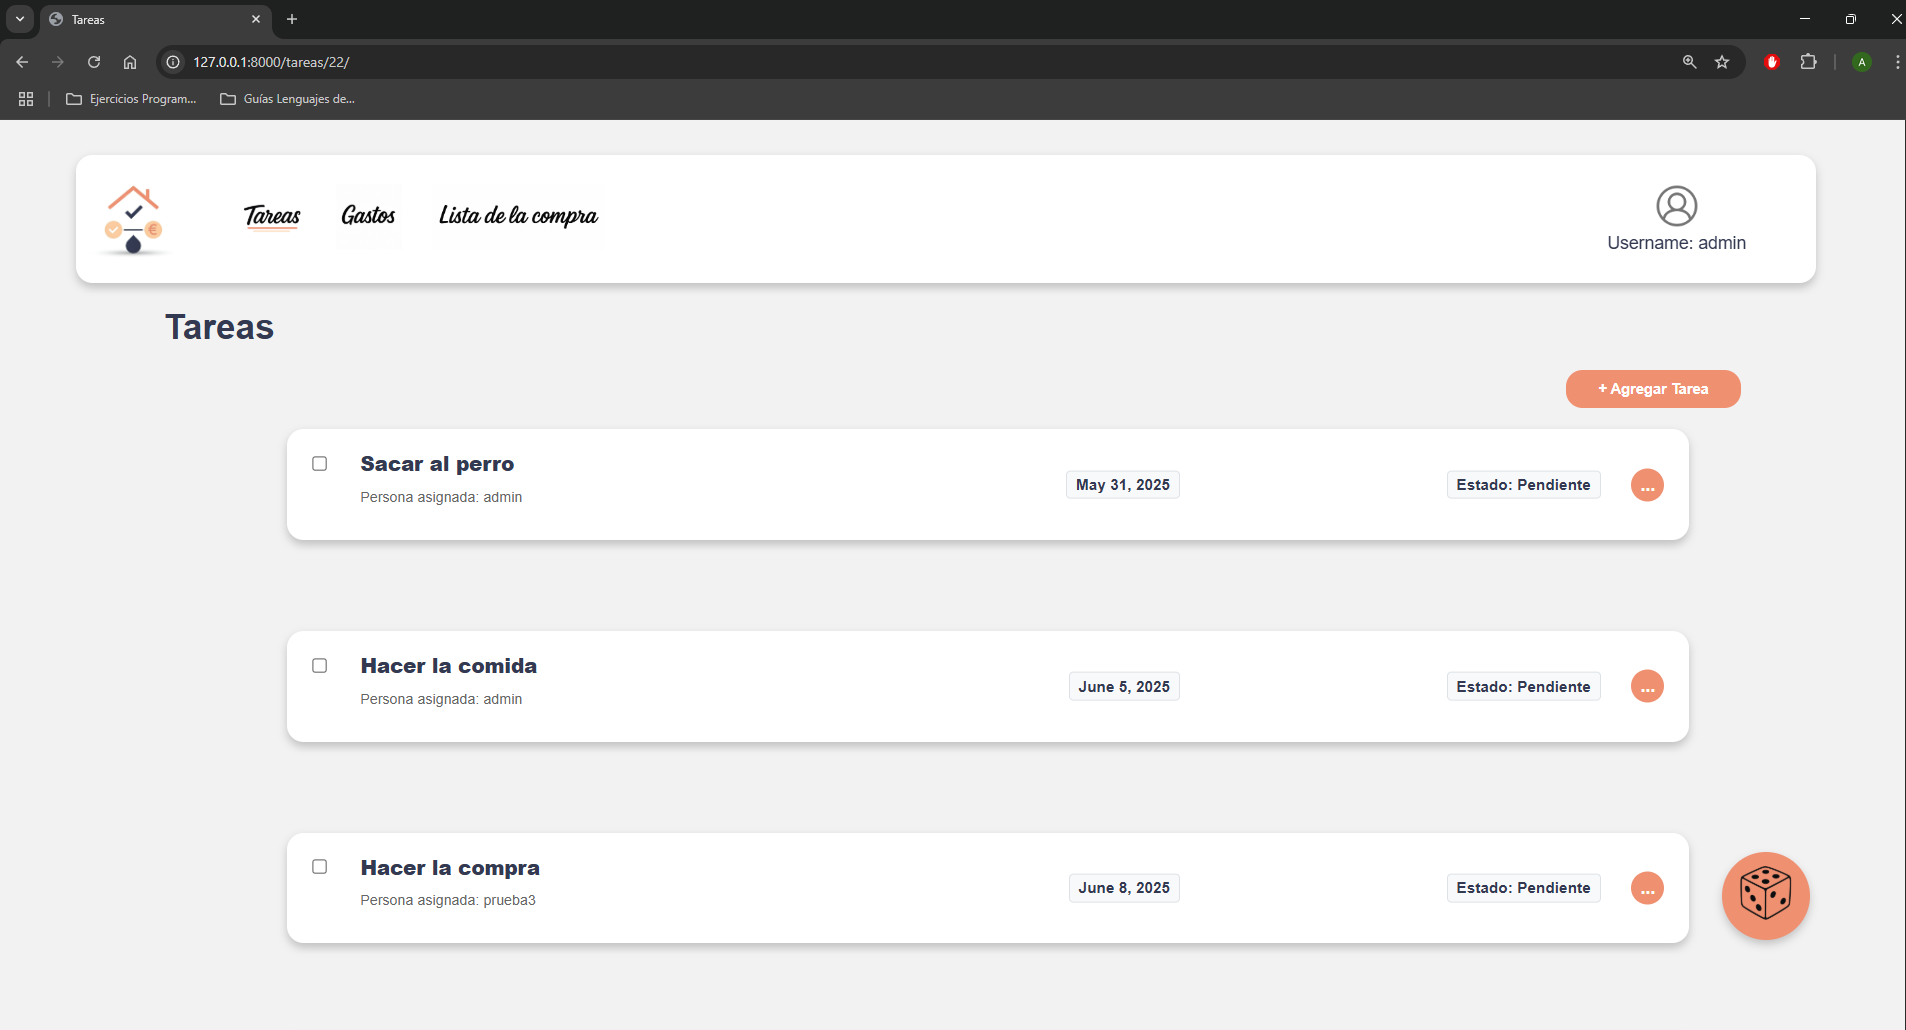 Tareas
127.0.0.1:8000/tareas/22/
A
Ejercicios Program...
Guías Lenguajes de...
€
Tareas
Gastos
Lista de la compra
Username: admin
Tareas
+ Agregar Tarea
Sacar al perro
Persona asignada: admin
May 31, 2025
Estado: Pendiente
...
Hacer la comida
Persona asignada: admin
June 5, 2025
Estado: Pendiente
...
Hacer la compra
Persona asignada: prueba3
June 8, 2025
Estado: Pendiente
...